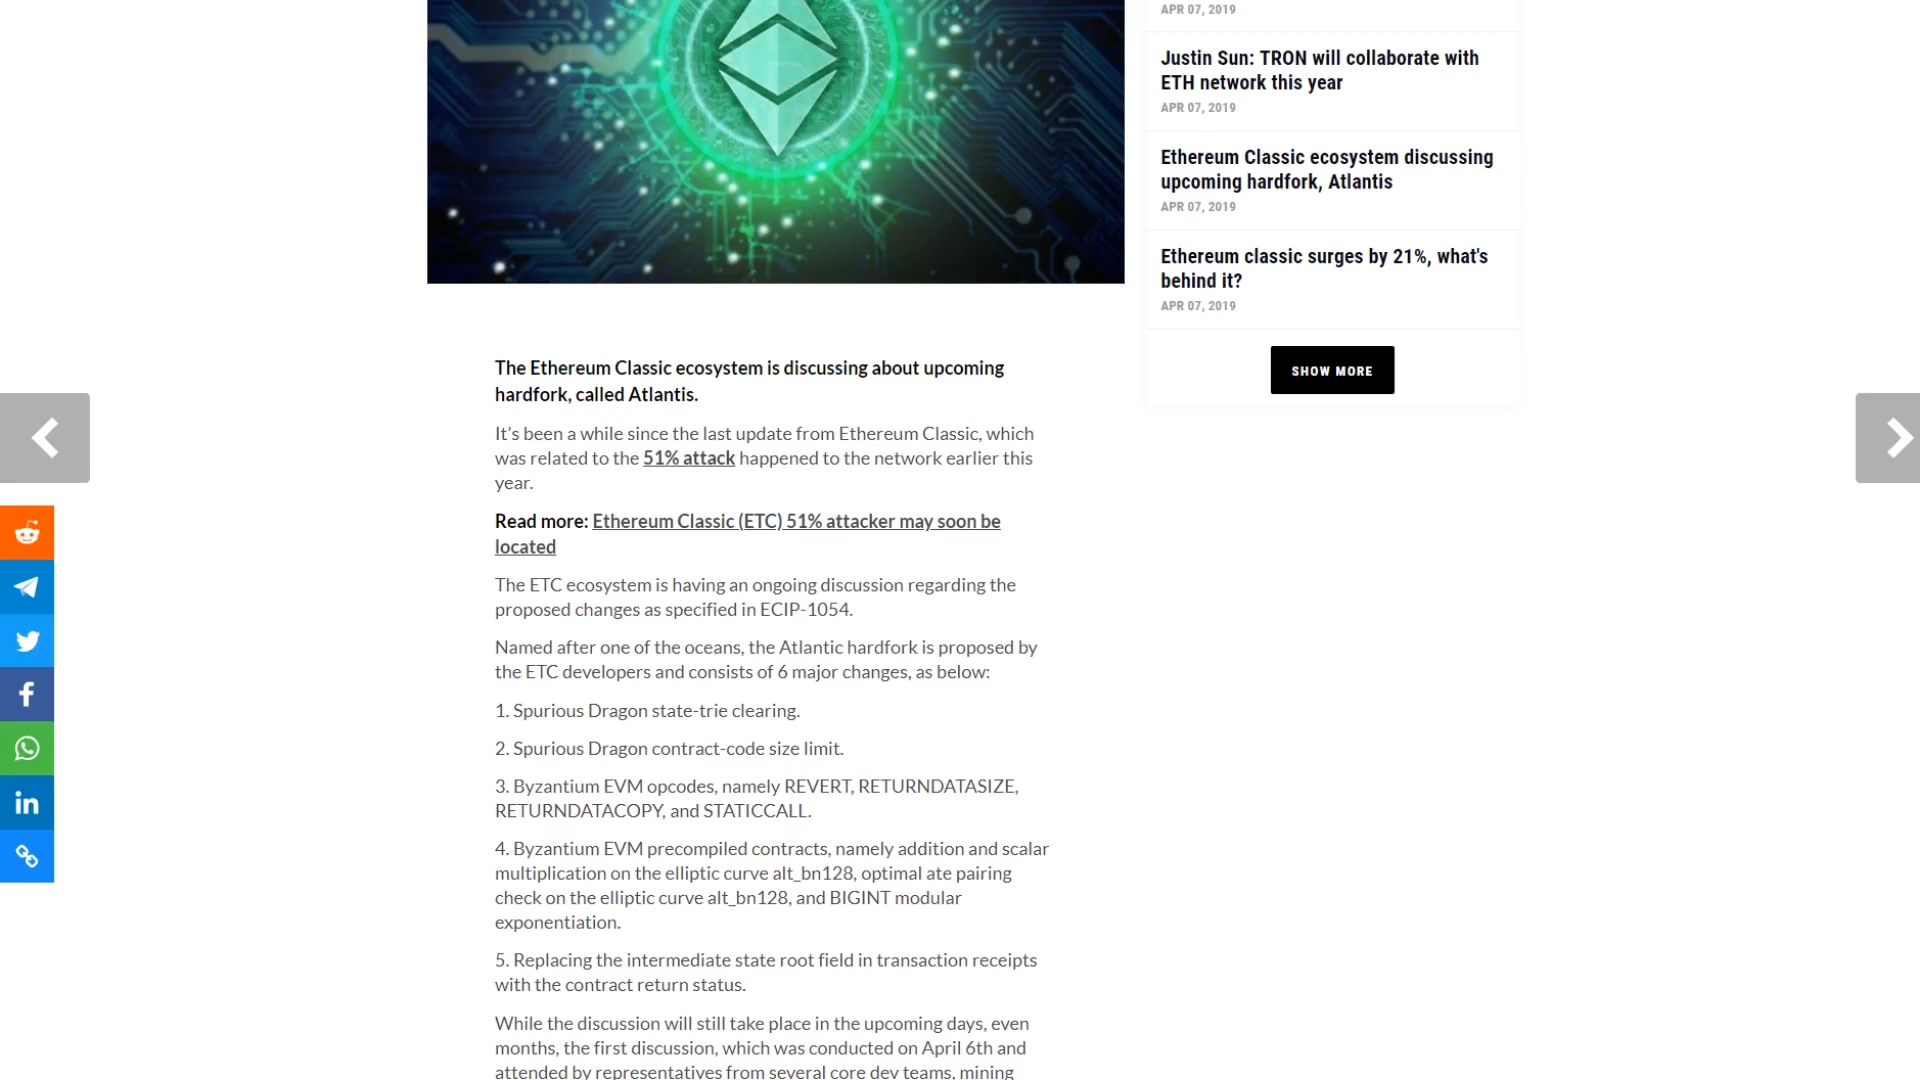 APR 07, 2019
Justin Sun: TRON will collaborate with
ETH network this year
APR 07, 2019
Ethereum Classic ecosystem discussing
upcoming hardfork, Atlantis
APR 07, 2019
Ethereum classic surges by 21%, what's
behind it?
APR 07, 2019
SHOW MORE
The Ethereum Classic ecosystem is discussing about upcoming
hardfork, called Atlantis.
It’s been a while since the last update from Ethereum Classic, which
was related to the 51% attack happened to the network earlier this
year.
Read more: Ethereum Classic (ETC) 51% attacker may soon be
located
The ETC ecosystem is having an ongoing discussion regarding the
proposed changes as specified in ECIP-1054.
Named after one of the oceans, the Atlantic hardfork is proposed by
the ETC developers and consists of 6 major changes, as below:
1. Spurious Dragon state-trie clearing.
2. Spurious Dragon contract-code size limit.
3. Byzantium EVM opcodes, namely REVERT, RETURNDATASIZE,
RETURNDATACOPY, and STATICCALL.
4. Byzantium EVM precompiled contracts, namely addition and scalar
multiplication on the elliptic curve alt_bn128, optimal ate pairing
check on the elliptic curve alt_bn128, and BIGINT modular
exponentiation.
5. Replacing the intermediate state root field in transaction receipts
with the contract return status.
While the discussion will still take place in the upcoming days, even
months, the first discussion, which was conducted on April 6th and
attended by representatives from several core dev teams, mining